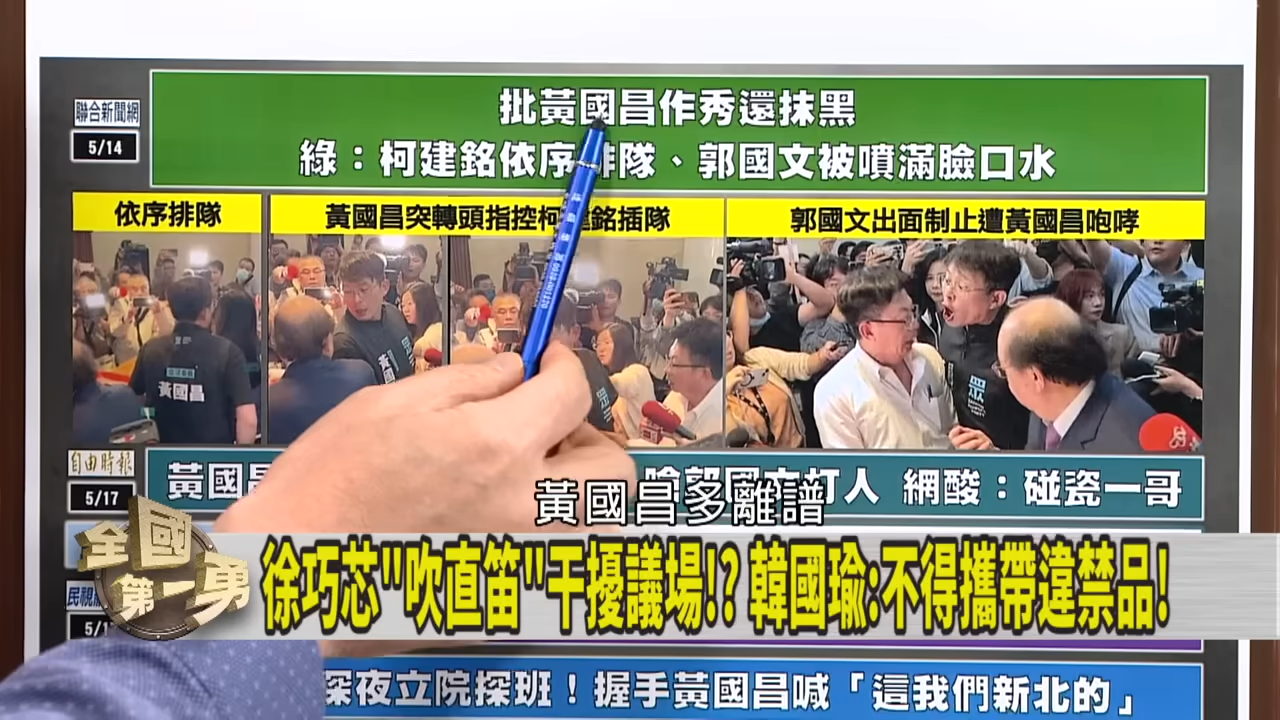 聯合新聞網
5/14
批黃國昌作秀還抹黑
綠：柯建銘依序排隊、郭國文被噴滿臉口水
依序排隊
黃國昌突轉頭指控柯建銘插隊
郭國文出面制止遭黃國昌咆哮
黃國昌
眾
自由時報
5/17
黃國 打人 網酸：碰瓷一哥
黃國昌多離譜
全國第一勇
徐巧芯"吹直笛"干擾議場!? 韓國瑜:不得攜帶違禁品!
民視
5/1
深夜立院探班！握手黃國昌喊「這我們新北的」